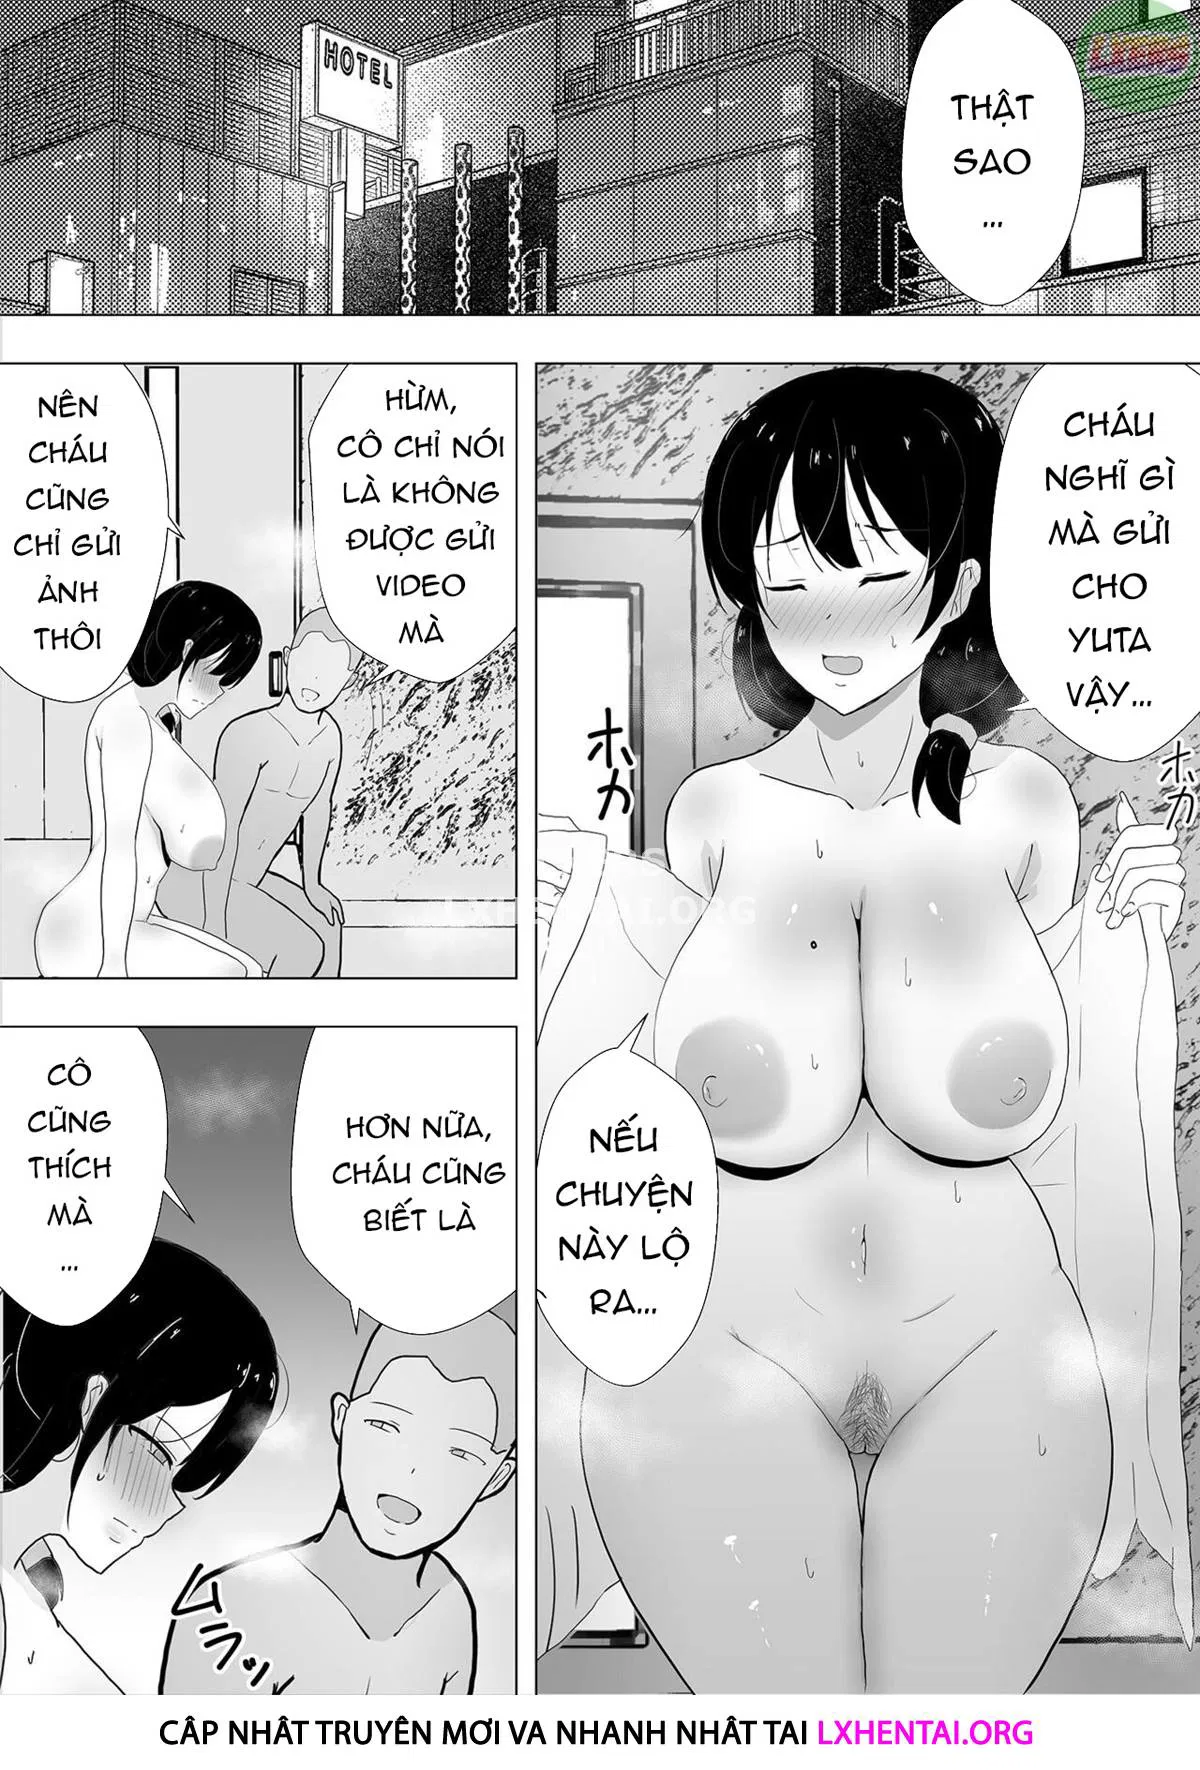 HOTEL
THẬT
SAO
...
CHÁU
NGHĨ GÌ
MÀ GỬI
CHO
YUTA
VẬY...
ホカ
ホカ
NẾU
CHUYỆN
NÀY LỘ
RA...
HỪM,
CÔ CHỈ NÓI
LÀ KHÔNG
ĐƯỢC GỬI
VIDEO
MÀ
NÊN
CHÁU
CŨNG
CHỈ GỬI
ẢNH
THÔI
HƠN NỮA,
CHÁU CŨNG
BIẾT LÀ
CÔ
CŨNG
THÍCH
MÀ
...
LXHENTAI.ORG
CẬP NHẬT TRUYỆN MỚI VÀ NHANH NHẤT TẠI LXHENTAI.ORG